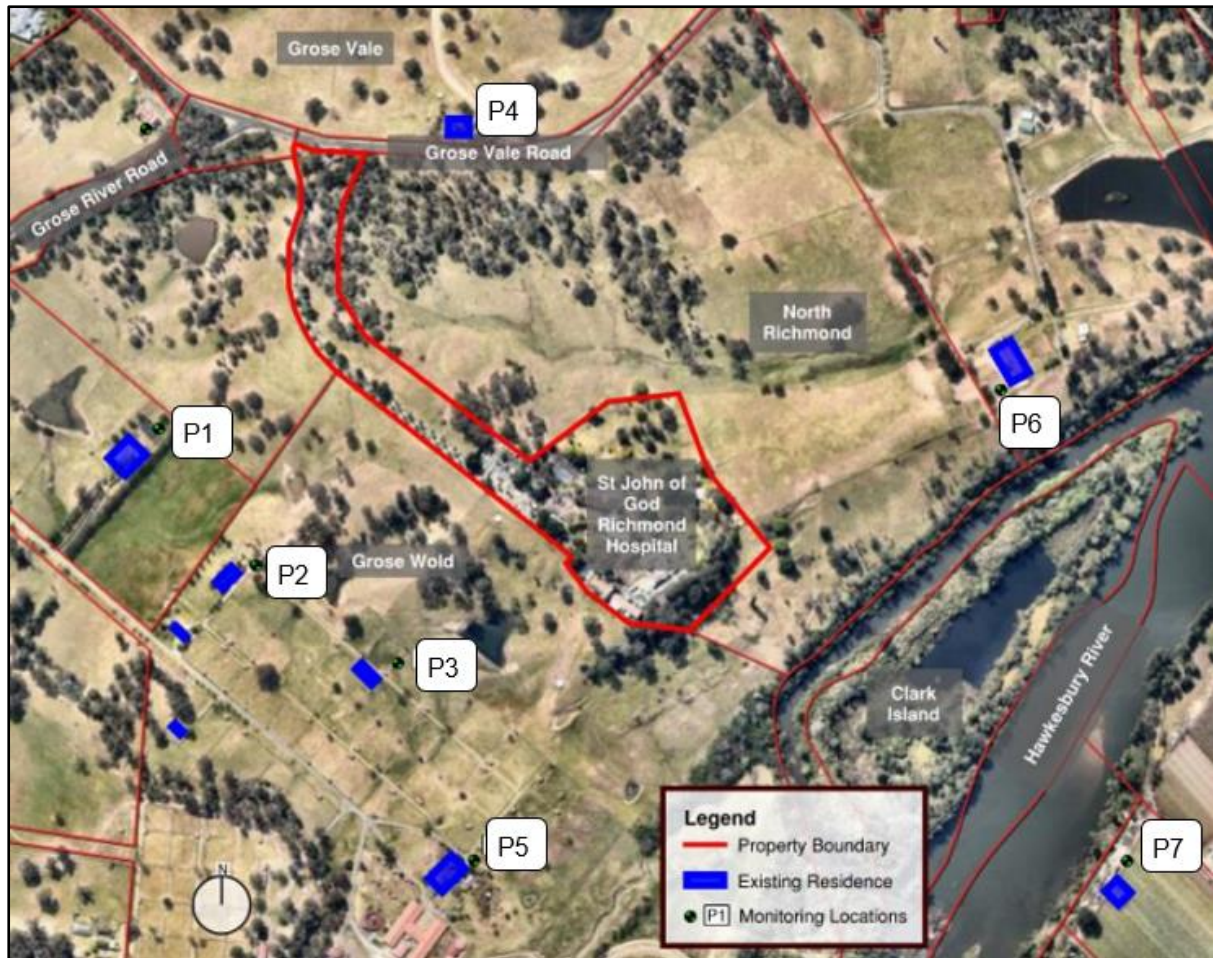 Grose Vale
P4
Grose Vale Road
Grose River Road
North
Richmond
P6
P1
St John of
God
Richmond
Hospital
P2
Grose Wold
P3
Clark
Island
Hawkesbury River
Legend
Property Boundary
Existing Residence
P1 Monitoring Locations
P5
P7
N